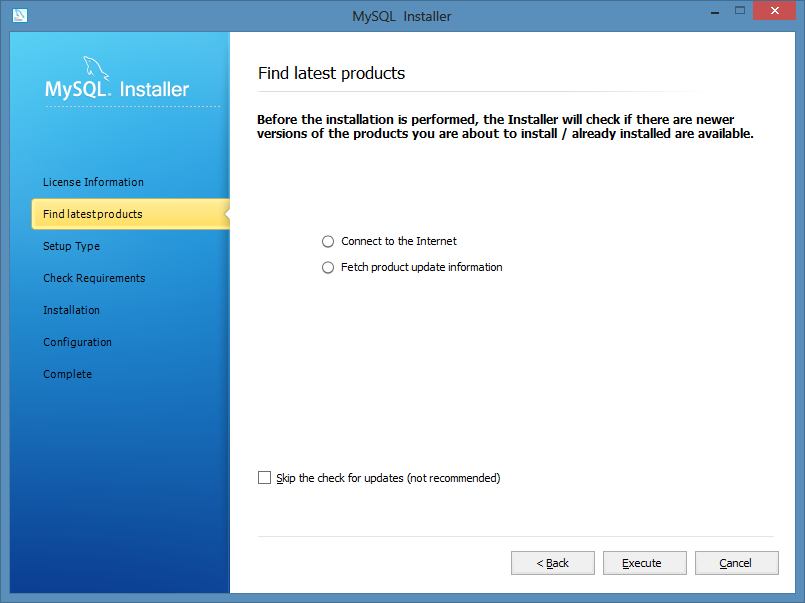 MySQL Installer
MySQL. Installer
License Information
Find latest products
Setup Type
Check Requirements
Installation
Configuration
Complete
Find latest products
Before the installation is performed, the Installer will check if there are newer
versions of the products you are about to install / already installed are available.
Connect to the Internet
Fetch product update information
Skip the check for updates (not recommended)
< Back
Execute
Cancel